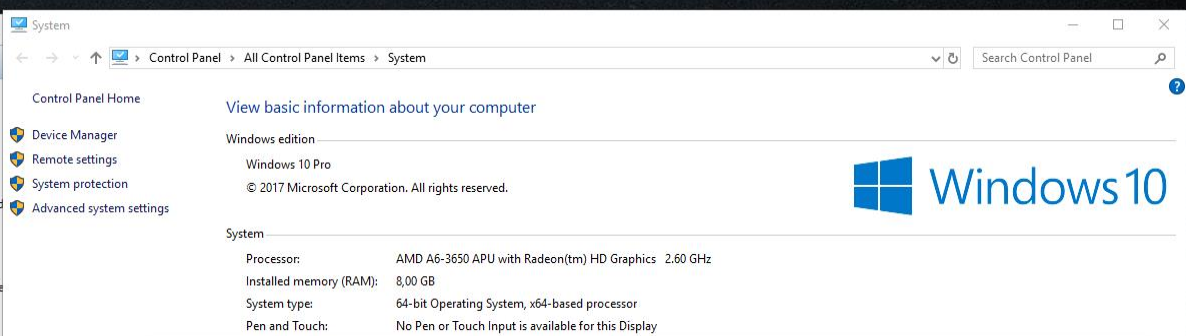 System
Control Panel > All Control Panel Items > System
Search Control Panel
?
Control Panel Home
Device Manager
Remote settings
System protection
Advanced system settings
View basic information about your computer
Windows edition
Windows 10 Pro
© 2017 Microsoft Corporation. All rights reserved.
Windows 10
System
Processor: AMD A6-3650 APU with Radeon(tm) HD Graphics 2.60 GHz
Installed memory (RAM): 8,00 GB
System type: 64-bit Operating System, x64-based processor
Pen and Touch: No Pen or Touch Input is available for this Display